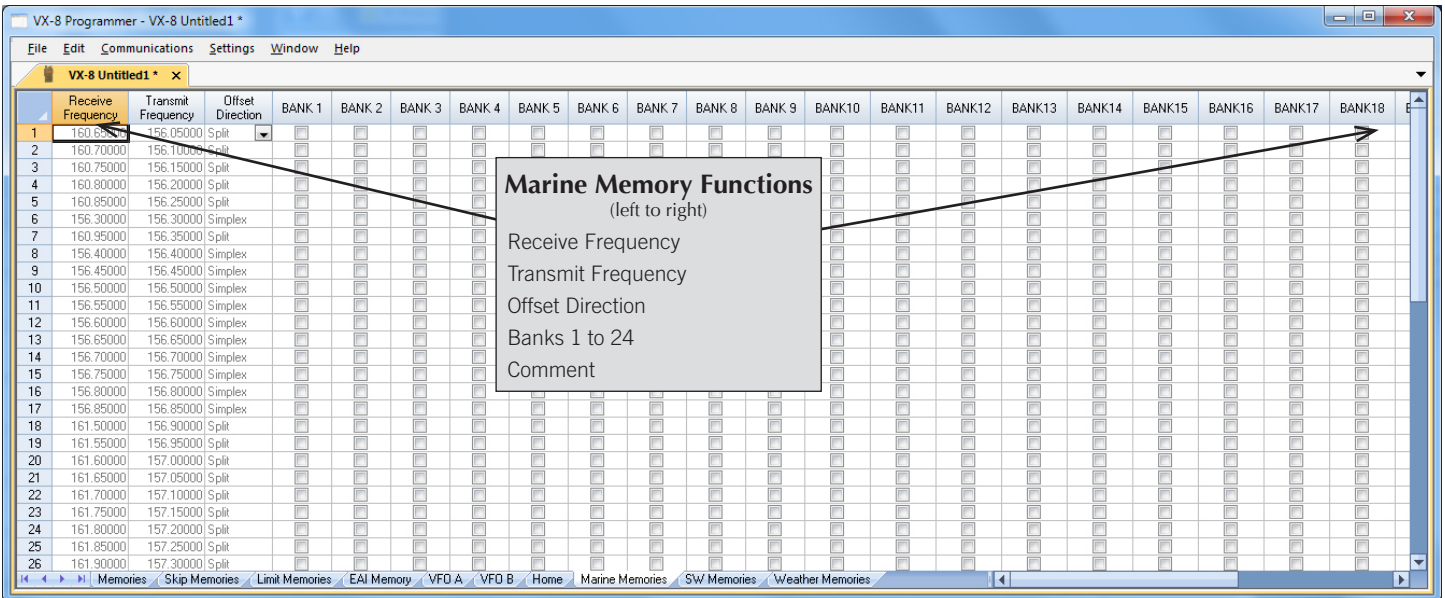 VX-8 Programmer - VX-8 Untitled1 *
File Edit Communications Settings Window Help
VX-8 Untitled1 * x
Receive Frequency Transmit Frequency Offset Direction BANK 1 BANK 2 BANK 3 BANK 4 BANK 5 BANK 6 BANK 7 BANK 8 BANK 9 BANK10 BANK11 BANK12 BANK13 BANK14 BANK15 BANK16 BANK17 BANK18
1 160.65000 156.05000 Split
2 160.70000 156.10000 Split
3 160.75000 156.15000 Split
4 160.80000 156.20000 Split
5 160.85000 156.25000 Split
6 156.30000 156.30000 Simplex
7 160.95000 156.35000 Split
8 156.40000 156.40000 Simplex
9 156.45000 156.45000 Simplex
10 156.50000 156.50000 Simplex
11 156.55000 156.55000 Simplex
12 156.60000 156.60000 Simplex
13 156.65000 156.65000 Simplex
14 156.70000 156.70000 Simplex
15 156.75000 156.75000 Simplex
16 156.80000 156.80000 Simplex
17 156.85000 156.85000 Simplex
18 161.50000 156.90000 Split
19 161.55000 156.95000 Split
20 161.60000 157.00000 Split
21 161.65000 157.05000 Split
22 161.70000 157.10000 Split
23 161.75000 157.15000 Split
24 161.80000 157.20000 Split
25 161.85000 157.25000 Split
26 161.90000 157.30000 Split
Marine Memory Functions
(left to right)
Receive Frequency
Transmit Frequency
Offset Direction
Banks 1 to 24
Comment
Memories Skip Memories Limit Memories EAI Memory VFO A VFO B Home Marine Memories SW Memories Weather Memories